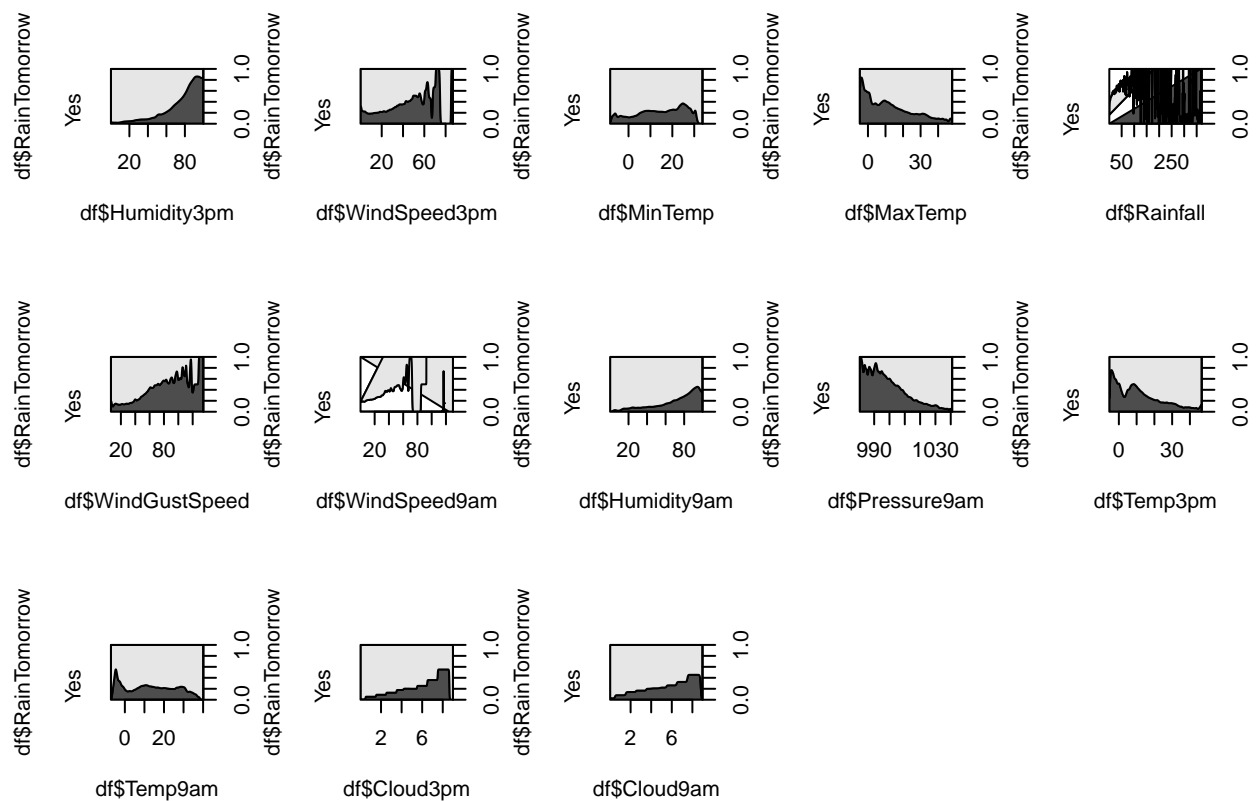 df$RainTomorrow
Yes
20 80
0.0 1.0
df$Humidity3pm
df$RainTomorrow
Yes
20 60
0.0 1.0
df$WindSpeed3pm
df$RainTomorrow
Yes
0 20
0.0 1.0
df$MinTemp
df$RainTomorrow
Yes
0 30
0.0 1.0
df$MaxTemp
df$RainTomorrow
Yes
50 250
0.0 1.0
df$Rainfall
df$RainTomorrow
Yes
20 80
0.0 1.0
df$WindGustSpeed
df$RainTomorrow
Yes
20 80
0.0 1.0
df$WindSpeed9am
df$RainTomorrow
Yes
20 80
0.0 1.0
df$Humidity9am
df$RainTomorrow
Yes
990 1030
0.0 1.0
df$Pressure9am
df$RainTomorrow
Yes
0 30
0.0 1.0
df$Temp3pm
df$RainTomorrow
Yes
0 20
0.0 1.0
df$Temp9am
df$RainTomorrow
Yes
2 6
0.0 1.0
df$Cloud3pm
df$RainTomorrow
Yes
2 6
0.0 1.0
df$Cloud9am